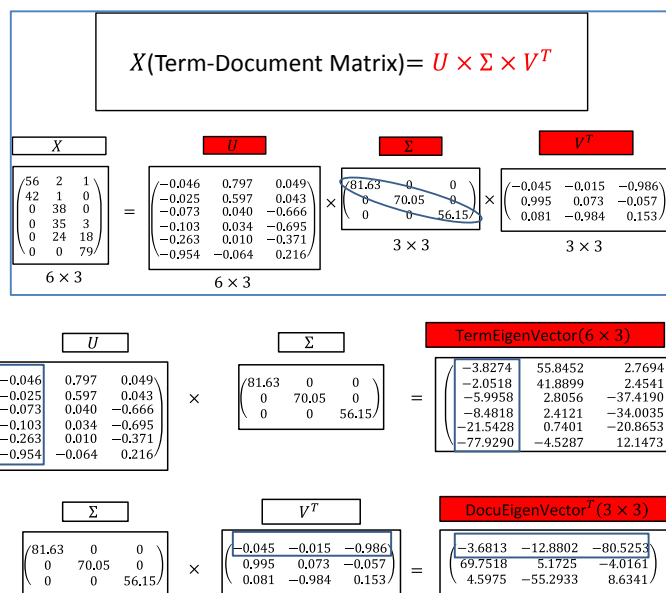 X(Term-Document Matrix)= U × Σ × V^T
X U Σ V^T
56 2 1
42 1 0
0 38 0
0 35 3
0 24 18
0 0 79
=
−0.046 0.797 0.049
−0.025 0.597 0.043
−0.073 0.040 −0.666
−0.103 0.034 −0.695
−0.263 0.010 −0.371
−0.954 −0.064 0.216
×
81.63 0 0
0 70.05 0
0 0 56.15
×
−0.045 −0.015 −0.986
0.995 0.073 −0.057
0.081 −0.984 0.153
6 × 3 6 × 3 3 × 3 3 × 3
U Σ TermEigenVector(6 × 3)
−0.046 0.797 0.049
−0.025 0.597 0.043
−0.073 0.040 −0.666
−0.103 0.034 −0.695
−0.263 0.010 −0.371
−0.954 −0.064 0.216
×
81.63 0 0
0 70.05 0
0 0 56.15
=
−3.8274 55.8452 2.7694
−2.0518 41.8899 2.4541
−5.9958 2.8056 −37.4190
−8.4818 2.4121 −34.0035
−21.5428 0.7401 −20.8653
−77.9290 −4.5287 12.1473
Σ V^T DocuEigenVector^T(3 × 3)
81.63 0 0
0 70.05 0
0 0 56.15
×
−0.045 −0.015 −0.986
0.995 0.073 −0.057
0.081 −0.984 0.153
=
−3.6813 −12.8802 −80.5253
69.7518 5.1725 −4.0161
4.5975 −55.2933 8.6341